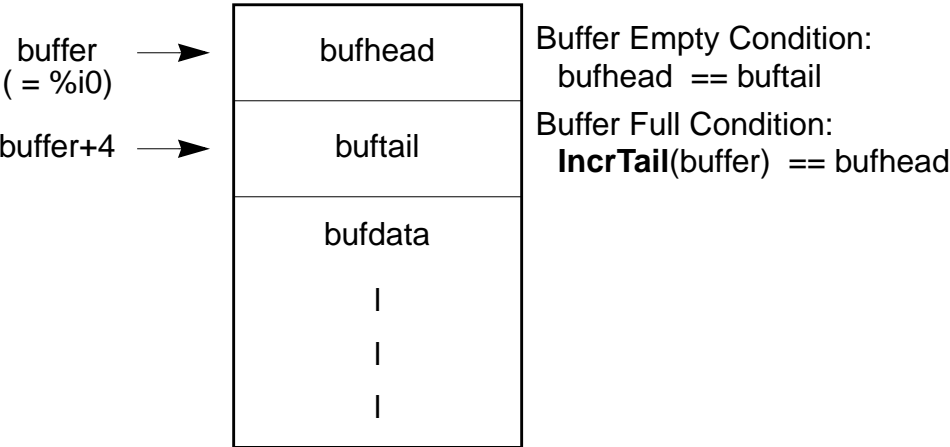 buffer
( = %i0)
buffer+4
bufhead
buftail
bufdata
|
|
|
Buffer Empty Condition:
bufhead == buftail
Buffer Full Condition:
IncrTail(buffer) == bufhead